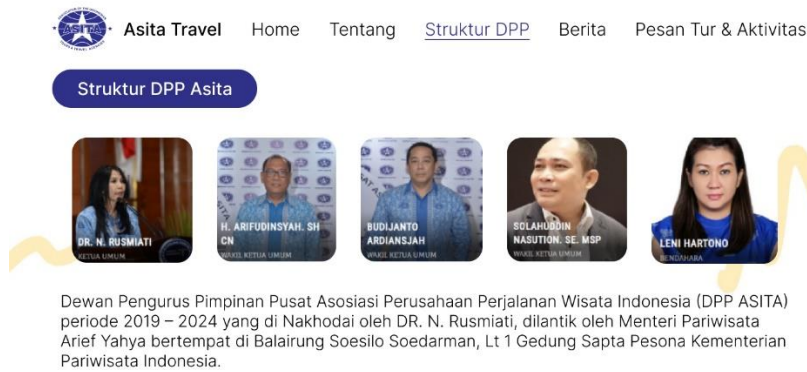 ASITA
Asita Travel
Home
Tentang
Struktur DPP
Berita
Pesan Tur & Aktivitas
Struktur DPP Asita
DR. N. RUSMIATI
KETUA UMUM
H. ARIFUDINSYAH. SH
CN
WAKIL KETUA UMUM
BUDIJANTO
ARDIANSJAH
WAKIL KETUA UMUM
SOLAHUDDIN
NASUTION. SE. MSP
WAKIL KETUA UMUM
LENI HARTONO
BENDAHARA
Dewan Pengurus Pimpinan Pusat Asosiasi Perusahaan Perjalanan Wisata Indonesia (DPP ASITA)
periode 2019 – 2024 yang di Nakhodai oleh DR. N. Rusmiati, dilantik oleh Menteri Pariwisata
Arief Yahya bertempat di Balairung Soesilo Soedarman, Lt 1 Gedung Sapta Pesona Kementerian
Pariwisata Indonesia.